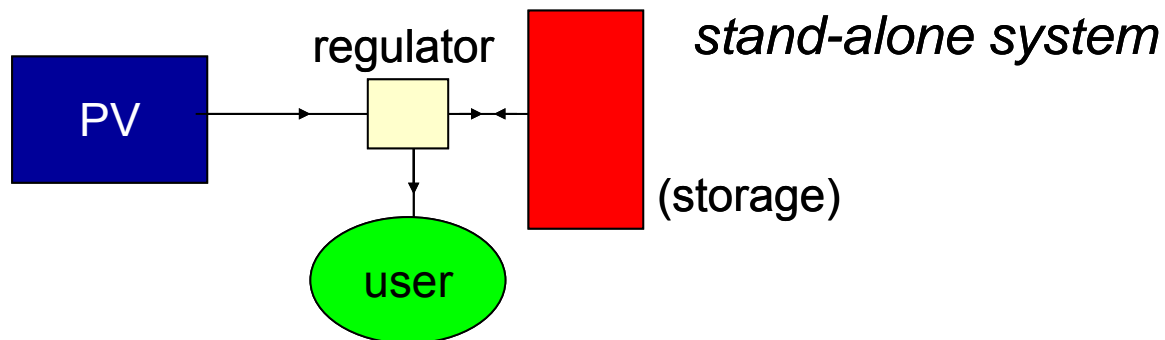 stand-alone system
regulator
PV
(storage)
user